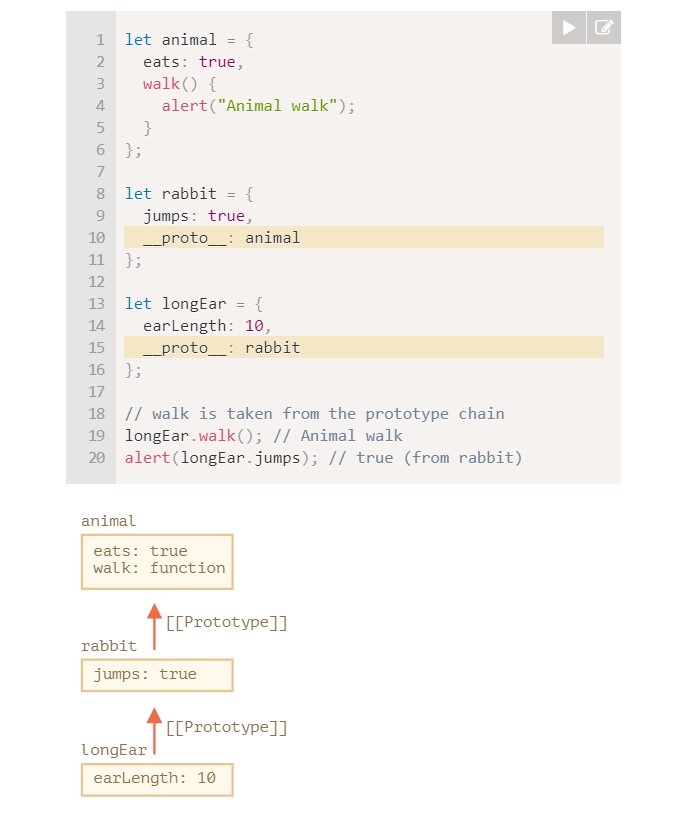 1 let animal = {
2   eats: true,
3   walk() {
4     alert("Animal walk");
5   }
6 };
7
8 let rabbit = {
9   jumps: true,
10   __proto__: animal
11 };
12
13 let longEar = {
14   earLength: 10,
15   __proto__: rabbit
16 };
17
18 // walk is taken from the prototype chain
19 longEar.walk(); // Animal walk
20 alert(longEar.jumps); // true (from rabbit)
animal
eats: true
walk: function
[[Prototype]]
rabbit
jumps: true
[[Prototype]]
longEar
earLength: 10